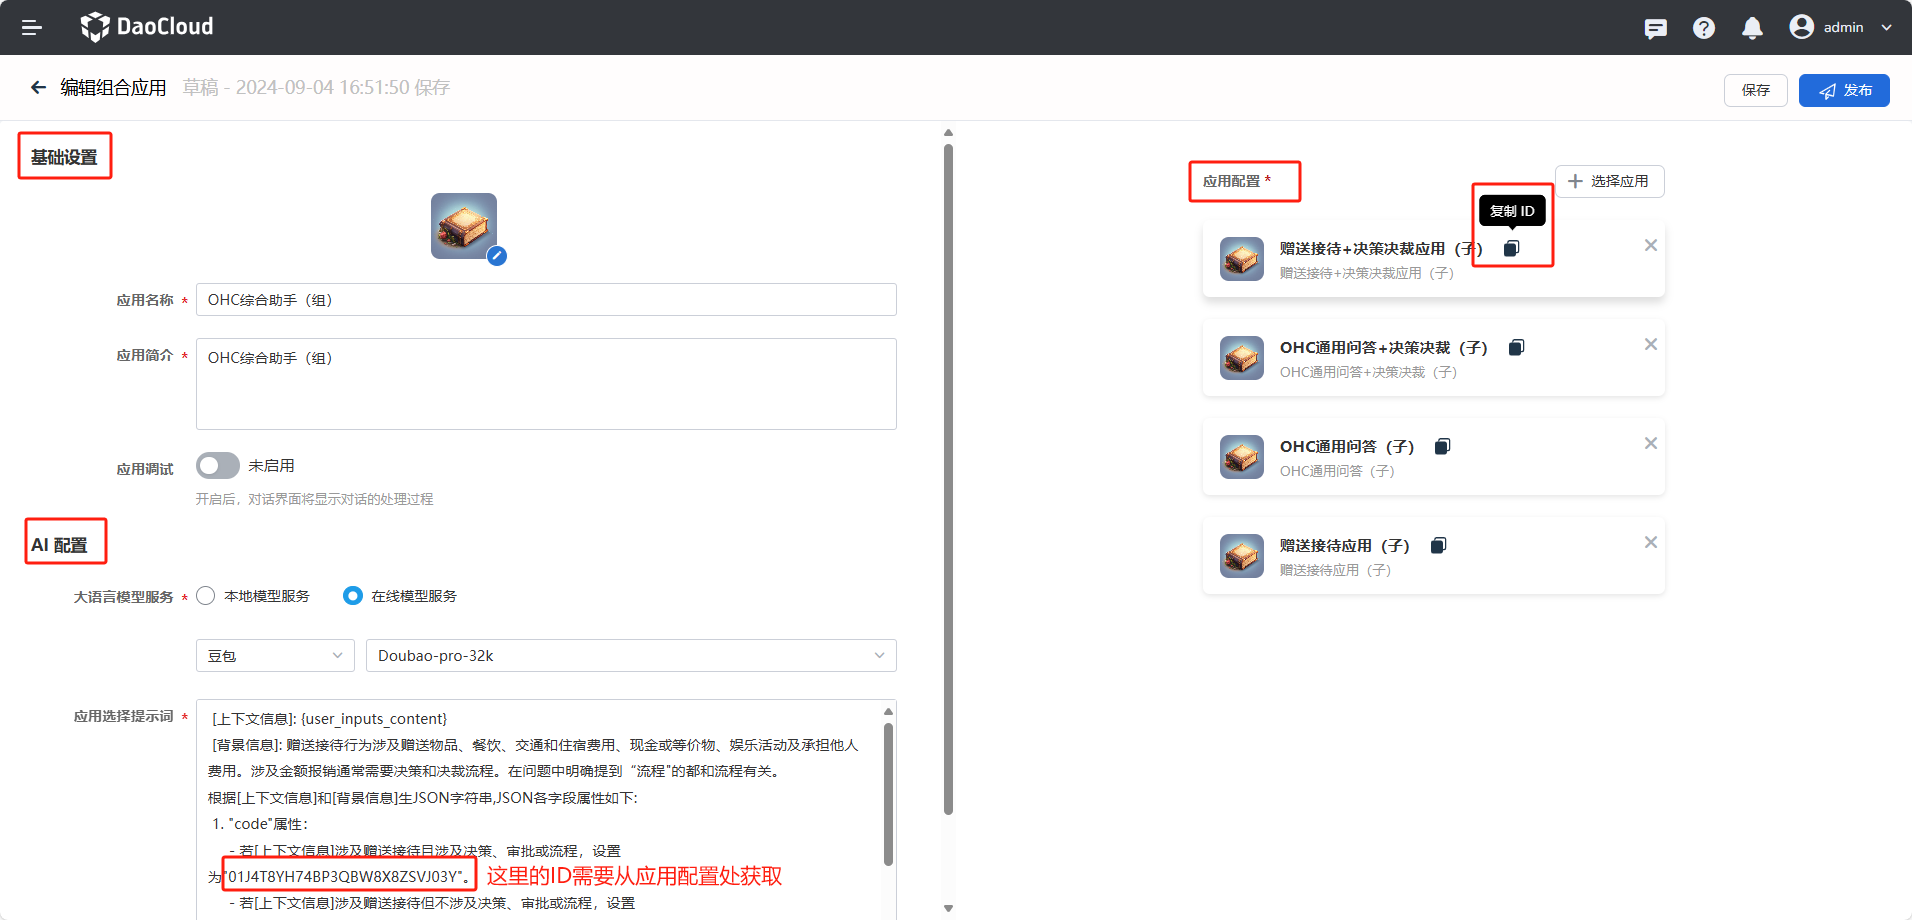 DaoCloud
admin
编辑组合应用 草稿 - 2024-09-04 16:51:50 保存
保存
发布
基础设置
应用名称 *
OHC综合助手（组）
应用简介 *
OHC综合助手（组）
应用调试
未启用
开启后，对话界面将显示对话的处理过程
AI 配置
大语言模型服务 *
本地模型服务
在线模型服务
豆包
Doubao-pro-32k
应用选择提示词 *
[上下文信息]: {user_inputs_content}
[背景信息]: 赠送接待行为涉及赠送物品、餐饮、交通和住宿费用、现金或等价物、娱乐活动及承担他人
费用。涉及金额报销通常需要决策和决裁流程。在问题中明确提到“流程"的都和流程有关。
根据[上下文信息]和[背景信息]生JSON字符串,JSON各字段属性如下:
1. "code"属性:
- 若[上下文信息]涉及赠送接待且涉及决策、审批或流程，设置
为"01J4T8YH74BP3QBW8X8ZSVJ03Y"。
这里的ID需要从应用配置处获取
- 若[上下文信息]涉及赠送接待但不涉及决策、审批或流程，设置
应用配置 *
选择应用
复制 ID
赠送接待+决策决裁应用（子）
赠送接待+决策决裁应用（子）
OHC通用问答+决策决裁（子）
OHC通用问答+决策决裁（子）
OHC通用问答（子）
OHC通用问答（子）
赠送接待应用（子）
赠送接待应用（子）